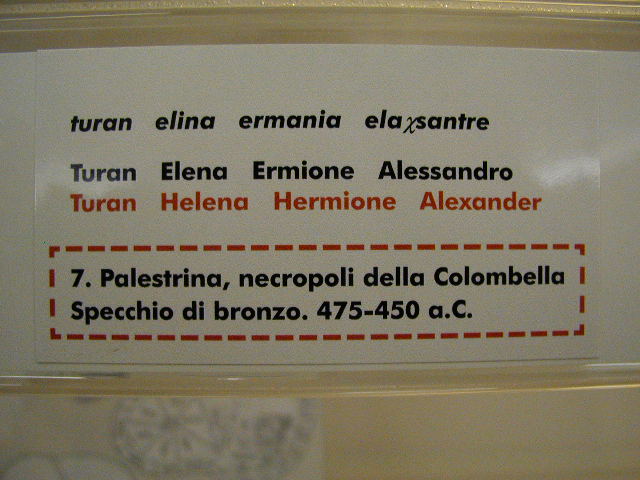 turan elina ermania elaχsantre
Turan Elena Ermione Alessandro
Turan Helena Hermione Alexander
7. Palestrina, necropoli della Colombella
Specchio di bronzo. 475-450 a.C.